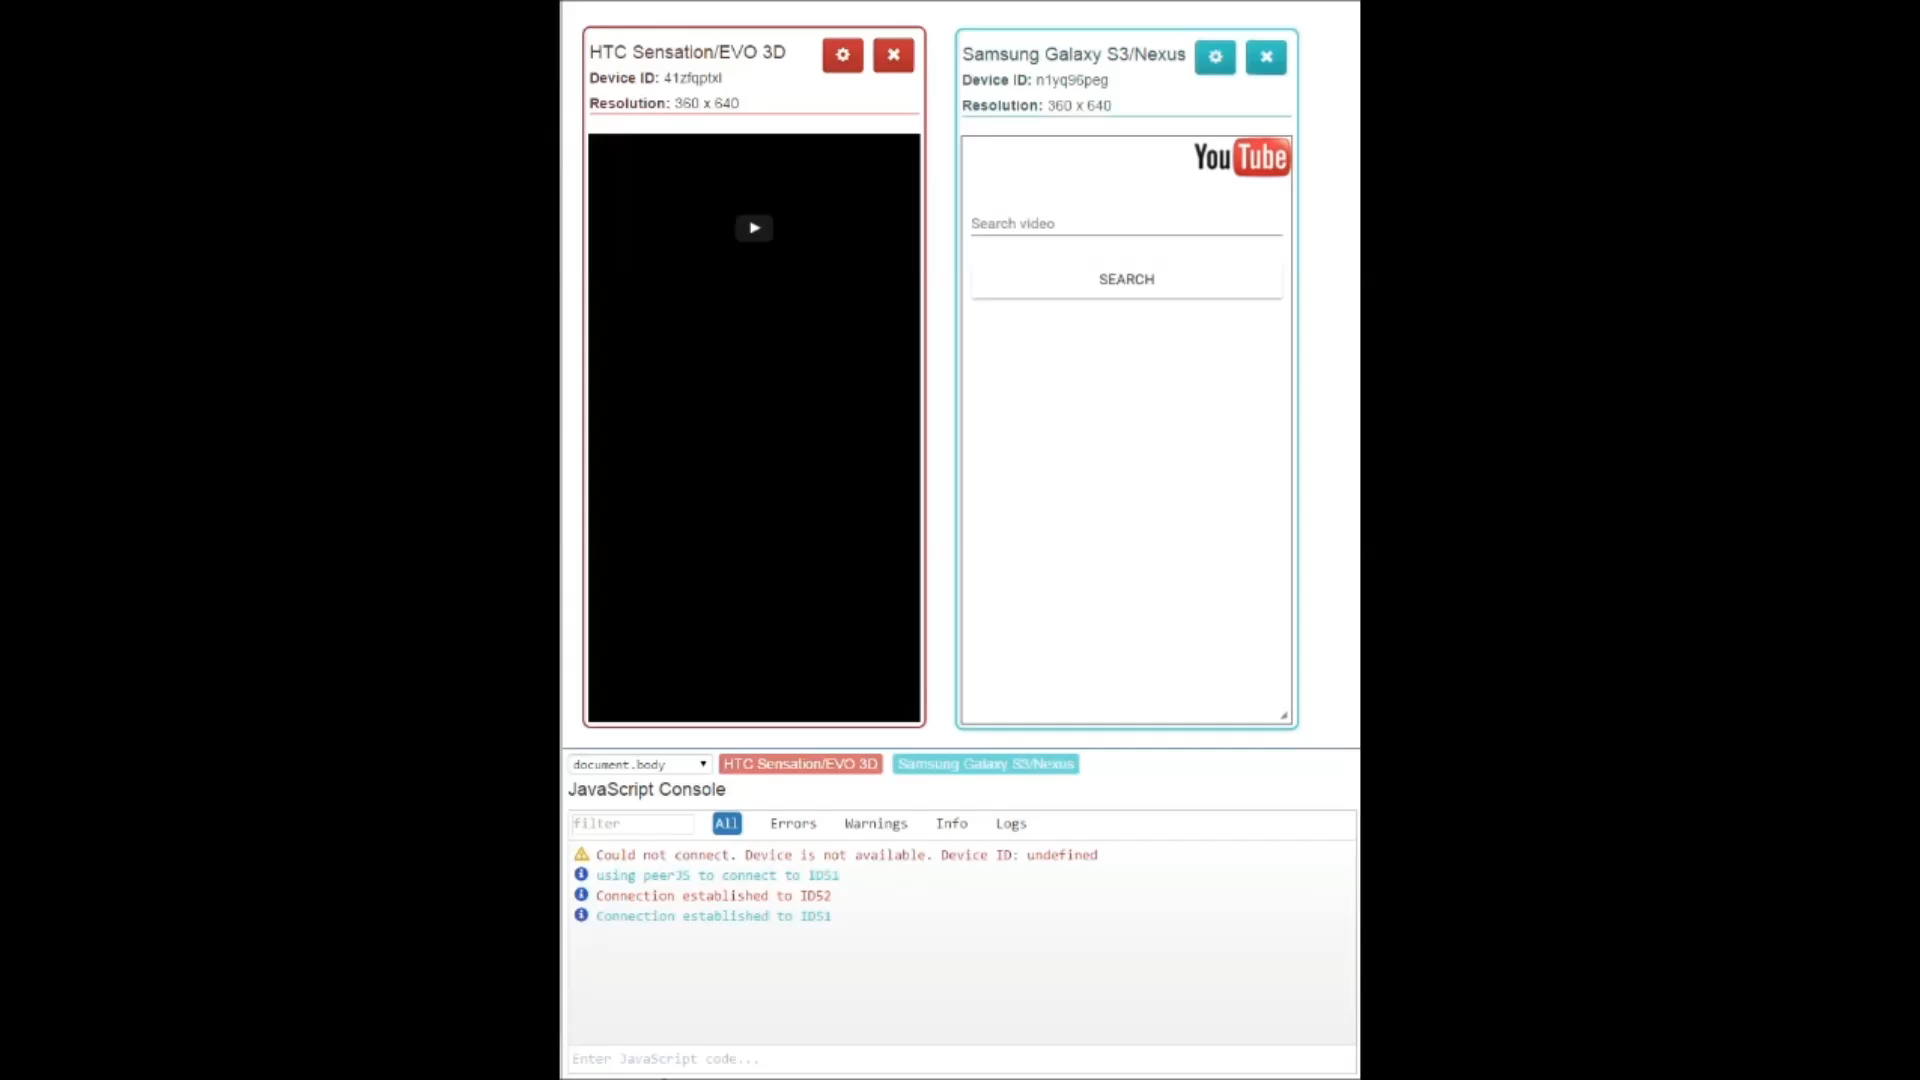 HTC Sensation/EVO 3D
Device ID: 41zfqptxl
Resolution: 360 x 640
Samsung Galaxy S3/Nexus
Device ID: n1yq96peg
Resolution: 360 x 640
YouTube
Search video
SEARCH
document.body HTC Sensation/EVO 3D Samsung Galaxy S3/Nexus
JavaScript Console
filter All Errors Warnings Info Logs
Could not connect. Device is not available. Device ID: undefined
using peerJS to connect to ID51
Connection established to ID52
Connection established to ID51
Enter JavaScript code...